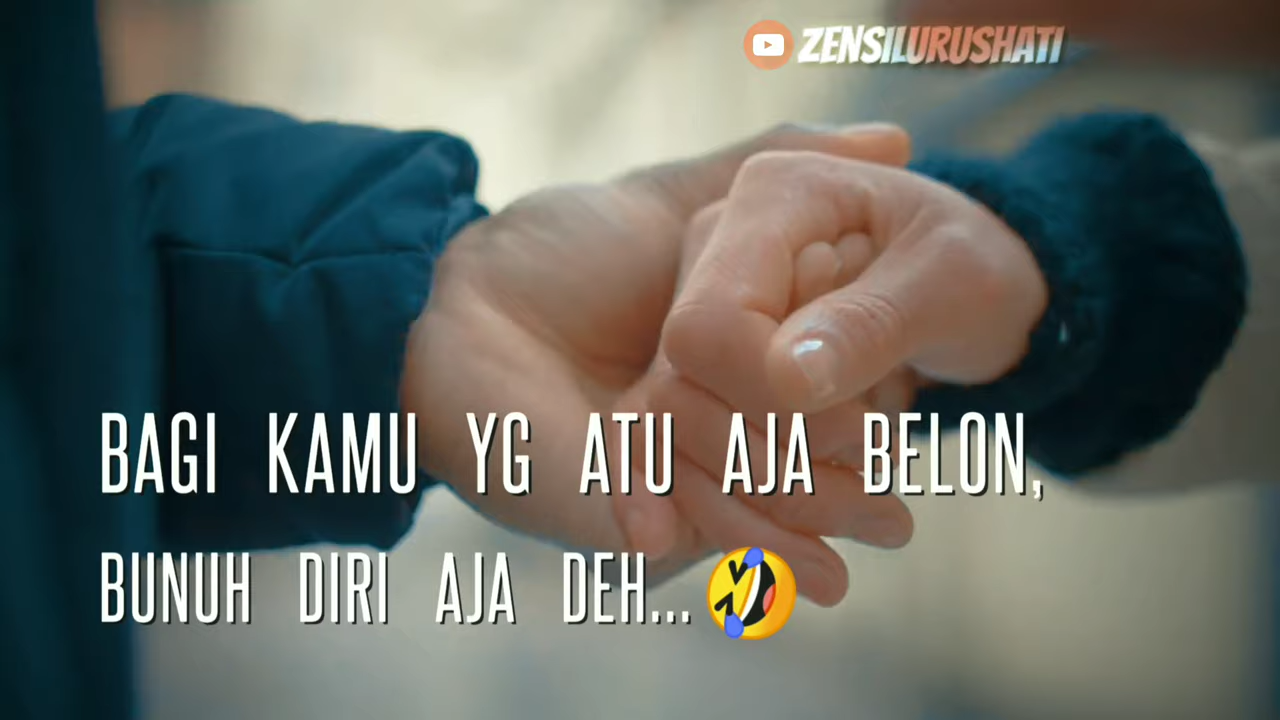 ZENSILURUSHATI
BAGI KAMU YG ATU AJA BELON,
BUNUH DIRI AJA DEH...🤣